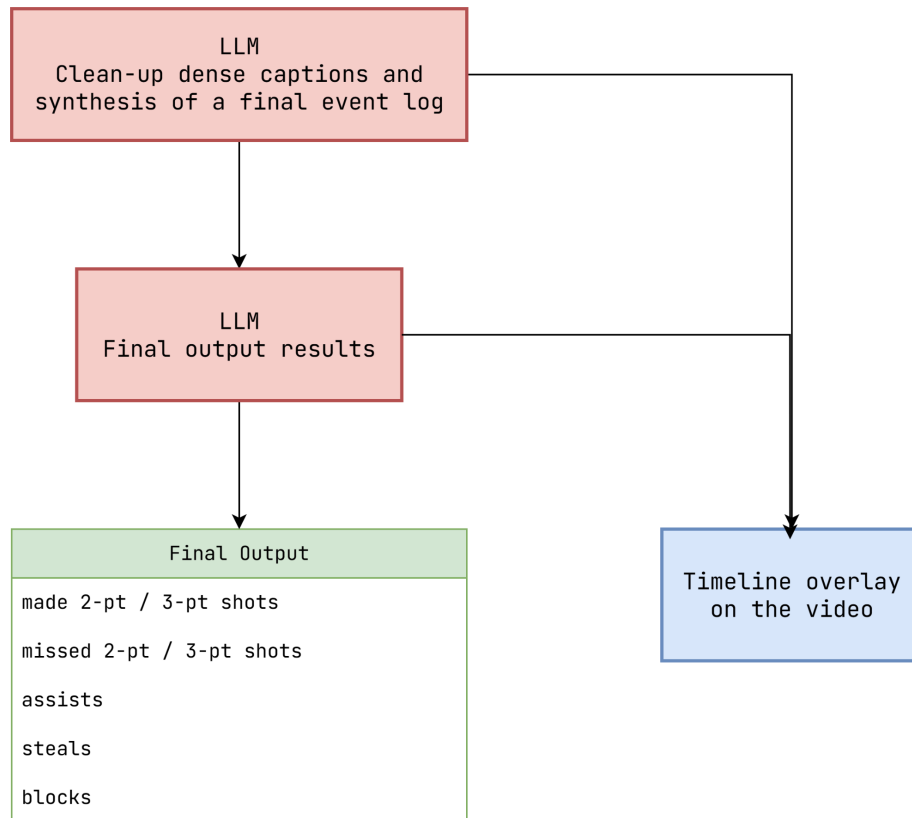 LLM
Clean-up dense captions and
synthesis of a final event log
LLM
Final output results
Final Output
made 2-pt / 3-pt shots
missed 2-pt / 3-pt shots
assists
steals
blocks
Timeline overlay
on the video